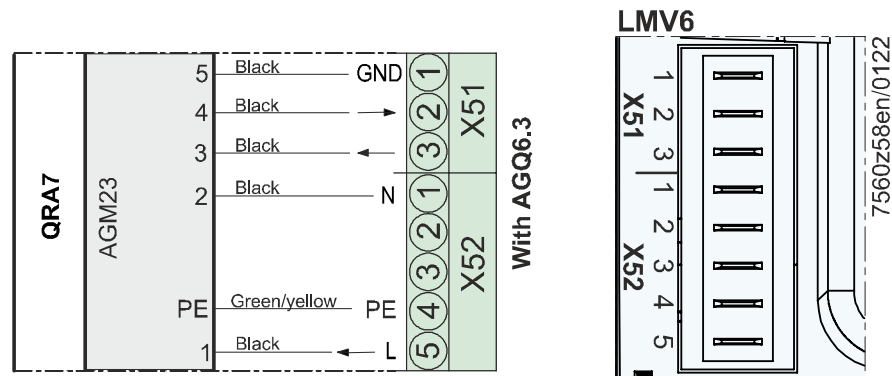 QRA7
AGM23
5 Black GND 1
4 Black 2
3 Black 3
X51
2 Black N 1
2
3
PE Green/yellow PE 4
1 Black L 5
X52
With AGQ6.3
LMV6
X51
1
2
3
X52
1
2
3
4
5
7560z58en/0122